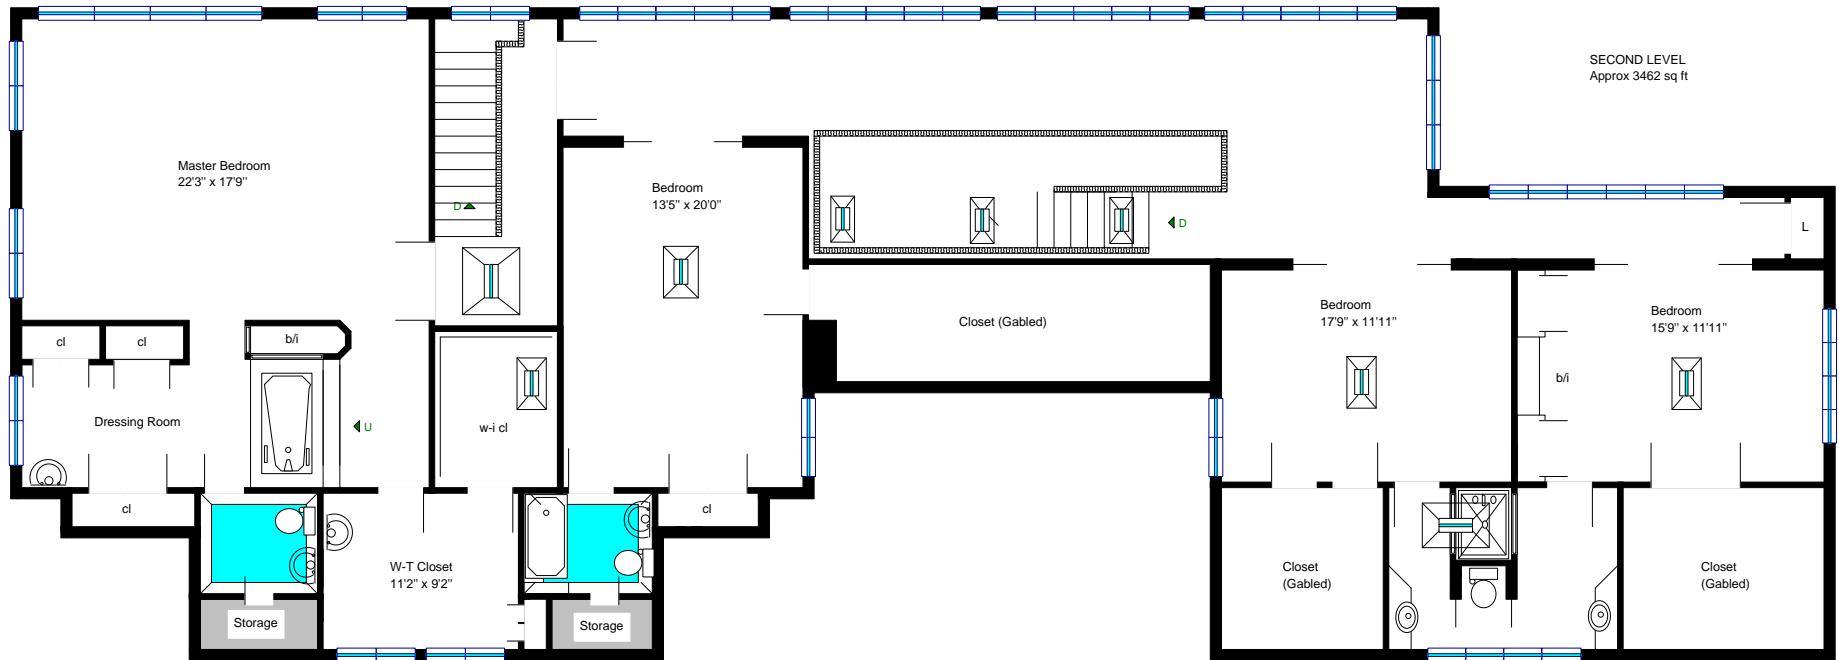 SECOND LEVEL
Approx 3462 sq ft
Master Bedroom
22'3" x 17'9"
Bedroom
13'5" x 20'0"
D
D
L
Closet (Gabled)
Bedroom
17'9" x 11'11"
Bedroom
15'9" x 11'11"
cl
cl
b/i
b/i
Dressing Room
U
w-i cl
cl
cl
W-T Closet
11'2" x 9'2"
Closet
(Gabled)
Closet
(Gabled)
Storage
Storage